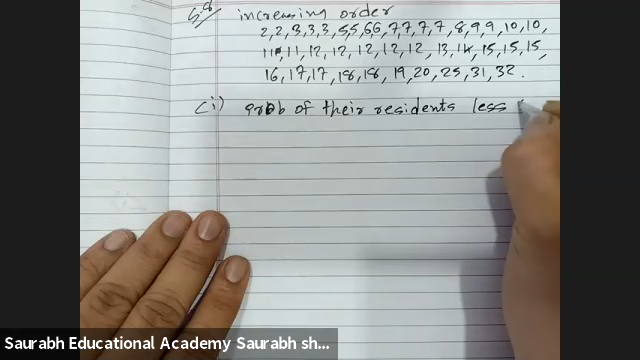 Solⁿ increasing order
2,2,3,3,3,5,5,6,6,7,7,7,7,8,9,9,10,10,
11,11,12,12,12,12,12,13,14,15,15,15,
16,17,17,18,18,19,20,25,31,32.
(i) prob of their residents less
Saurabh Educational Academy Saurabh sh...